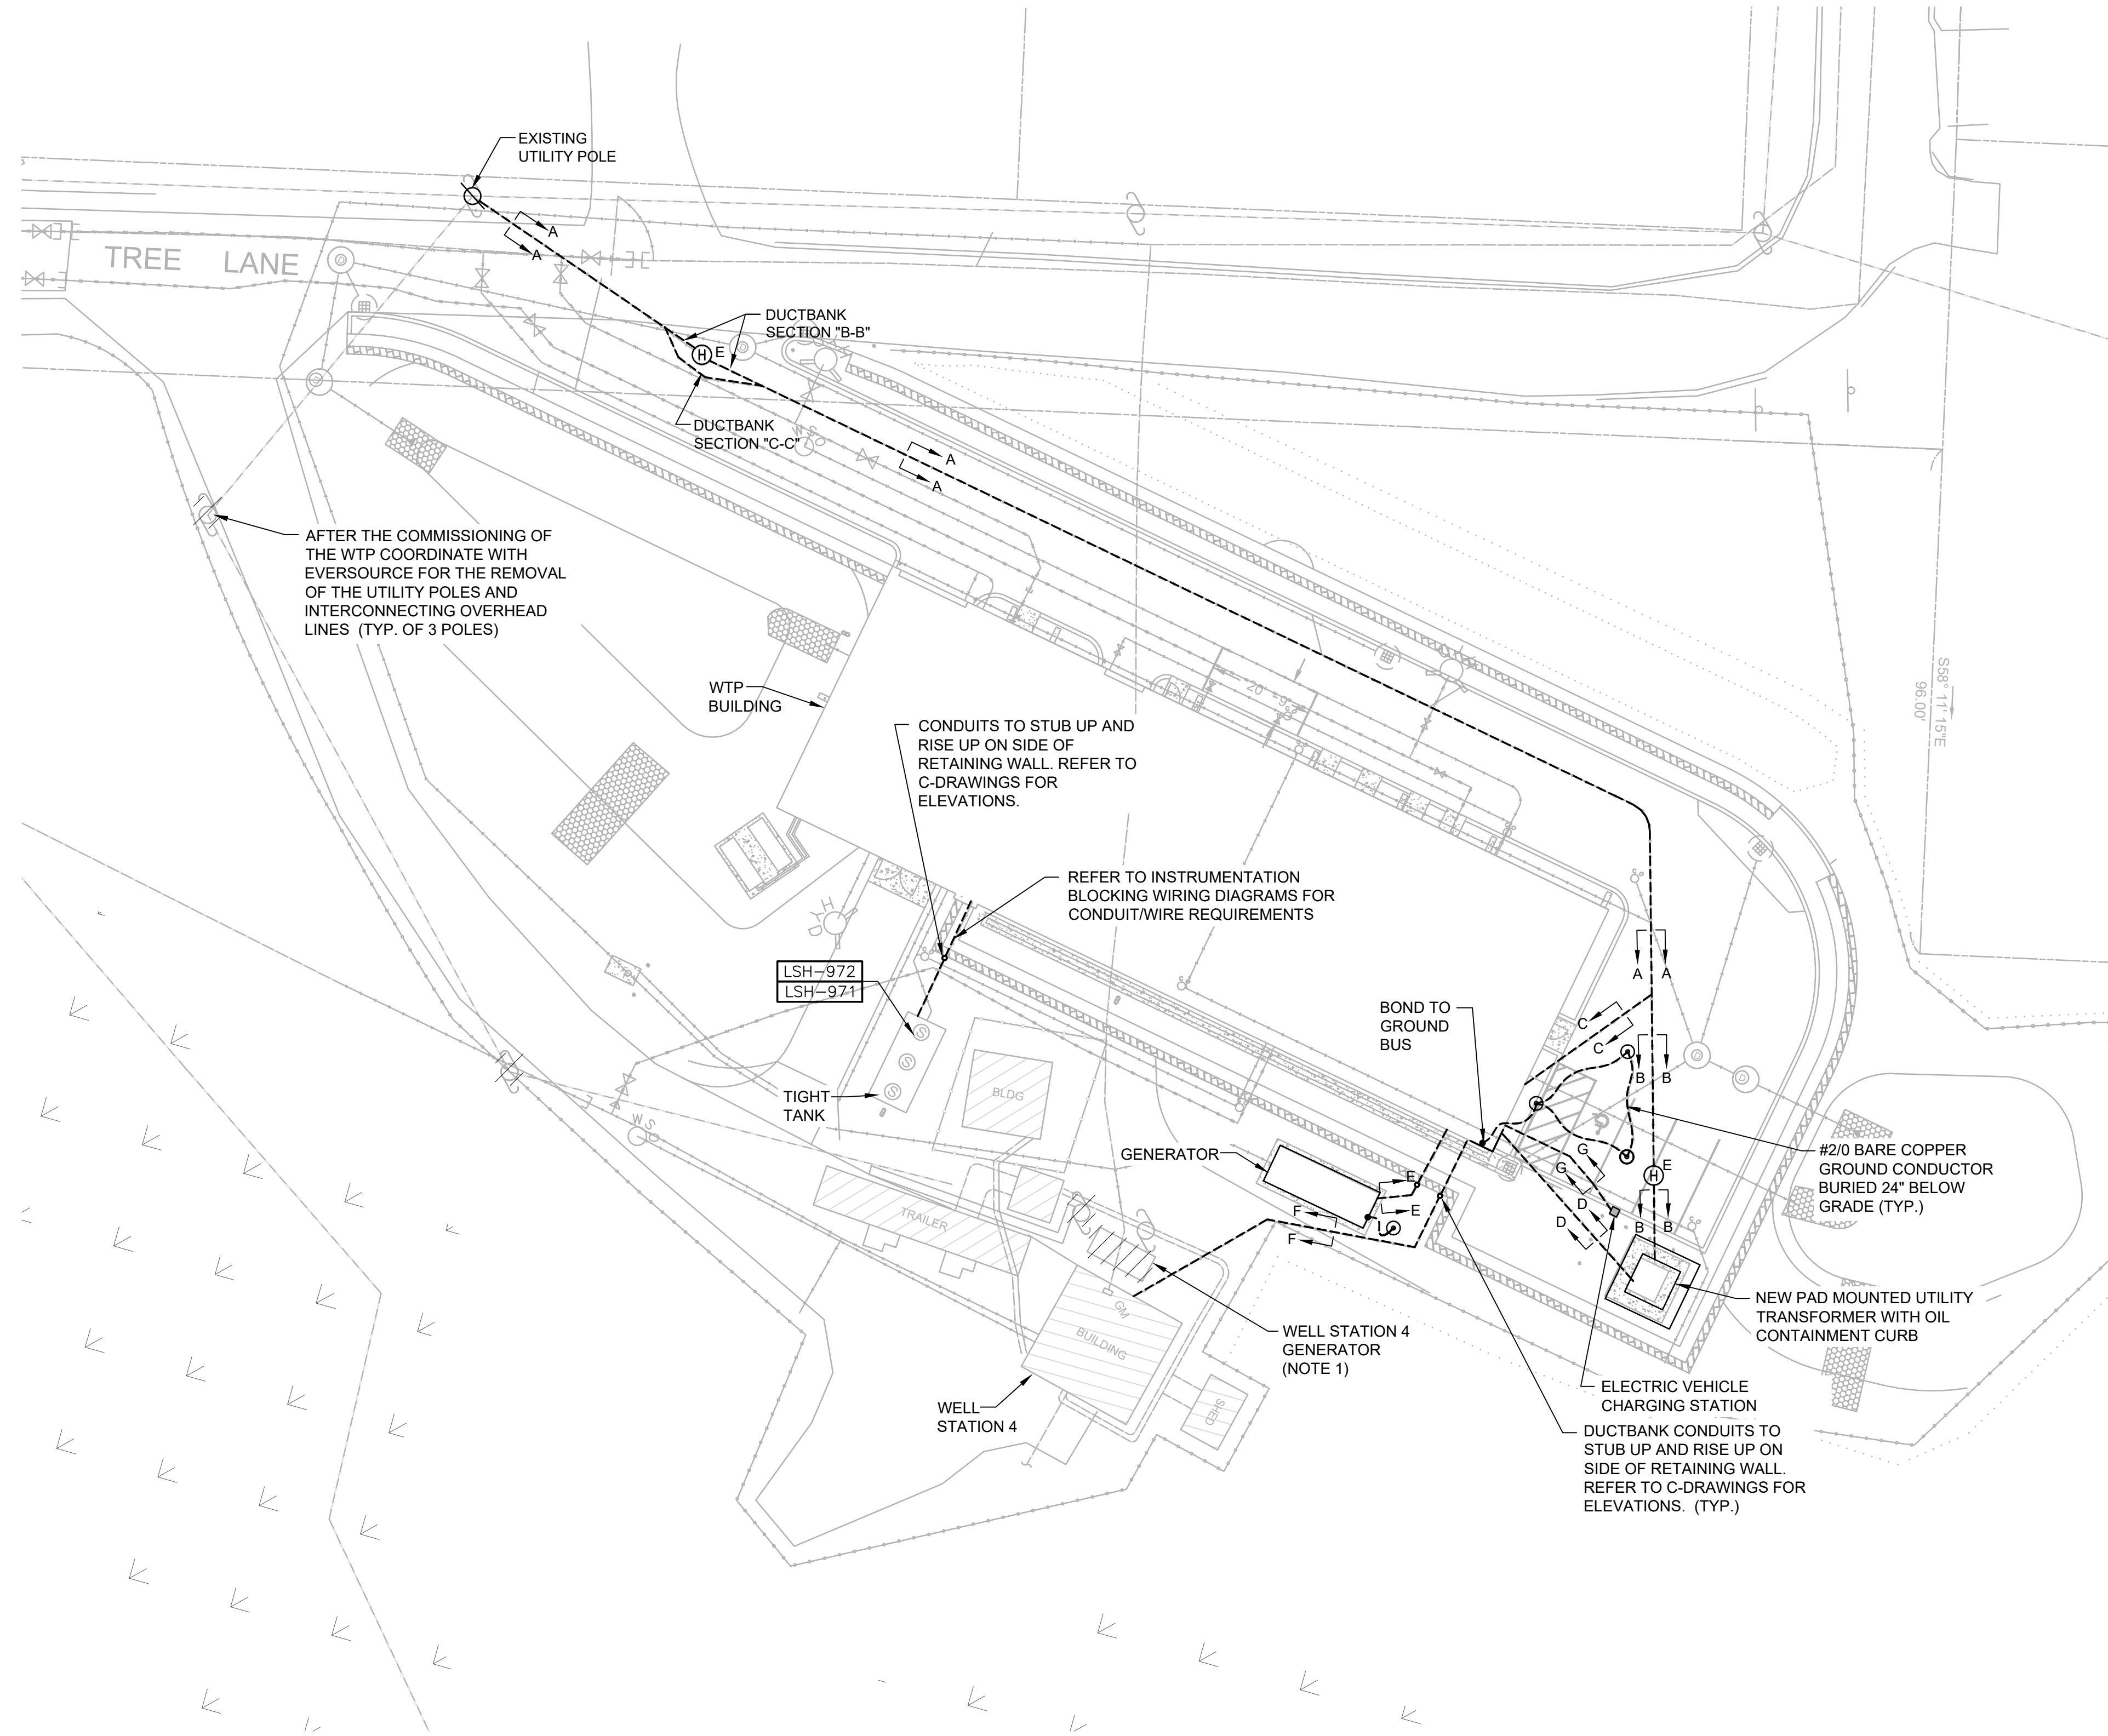 EXISTING
UTILITY POLE
A
A
TREE LANE
D
D
DUCTBANK
SECTION "B-B"
H E
D
DUCTBANK
SECTION "C-C"
W S
A
A
AFTER THE COMMISSIONING OF
THE WTP COORDINATE WITH
EVERSOURCE FOR THE REMOVAL
OF THE UTILITY POLES AND
INTERCONNECTING OVERHEAD
LINES (TYP. OF 3 POLES)
S58° 11' 15"E
96.00'
WTP
BUILDING
CONDUITS TO STUB UP AND
RISE UP ON SIDE OF
RETAINING WALL. REFER TO
C-DRAWINGS FOR
ELEVATIONS.
REFER TO INSTRUMENTATION
BLOCKING WIRING DIAGRAMS FOR
CONDUIT/WIRE REQUIREMENTS
HYD
LSH-972
LSH-971
A
A
BOND TO
GROUND
BUS
C
C
S
S
S
B
B
D
D
TIGHT
TANK
BLDG
W S
GENERATOR
#2/0 BARE COPPER
GROUND CONDUCTOR
BURIED 24" BELOW
GRADE (TYP.)
G
G
H E
E
E
D
D
F
F
B
B
TRAILER
GM
BUILDING
NEW PAD MOUNTED UTILITY
TRANSFORMER WITH OIL
CONTAINMENT CURB
WELL STATION 4
GENERATOR
(NOTE 1)
ELECTRIC VEHICLE
CHARGING STATION
WELL
STATION 4
SHED
DUCTBANK CONDUITS TO
STUB UP AND RISE UP ON
SIDE OF RETAINING WALL.
REFER TO C-DRAWINGS FOR
ELEVATIONS. (TYP.)